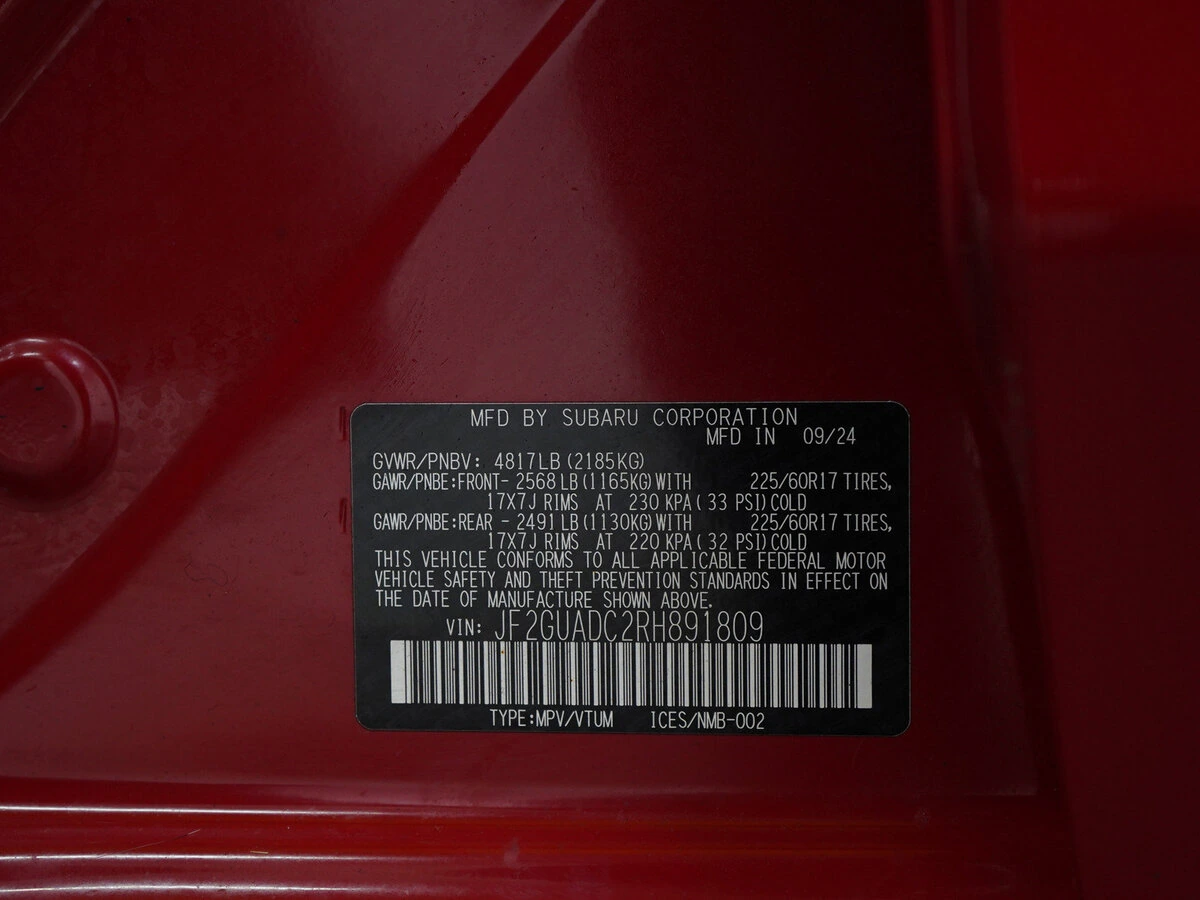 MFD BY SUBARU CORPORATION
MFD IN 09/24
GVWR/PNBV: 4817LB (2185KG)
GAWR/PNBE:FRONT- 2568 LB (1165KG) WITH 225/60R17 TIRES,
17X7J RIMS AT 230 KPA ( 33 PSI) COLD
GAWR/PNBE:REAR - 2491 LB (1130KG) WITH 225/60R17 TIRES,
17X7J RIMS AT 220 KPA ( 32 PSI) COLD
THIS VEHICLE CONFORMS TO ALL APPLICABLE FEDERAL MOTOR
VEHICLE SAFETY AND THEFT PREVENTION STANDARDS IN EFFECT ON
THE DATE OF MANUFACTURE SHOWN ABOVE.
VIN: JF2GUADC2RH891809
TYPE:MPV/VTUM ICES/NMB-002